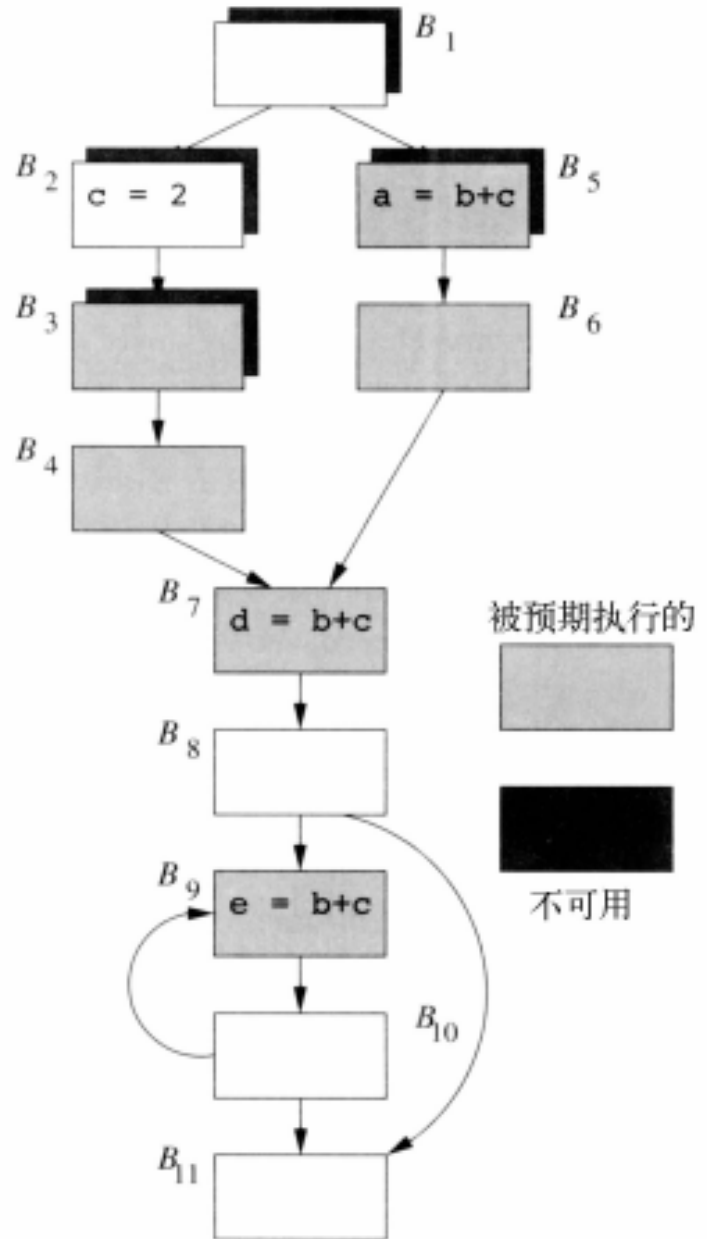 B1
B2
c = 2
a = b+c
B5
B3
B6
B4
B7
d = b+c
被预期执行的
B8
B9
e = b+c
不可用
B10
B11